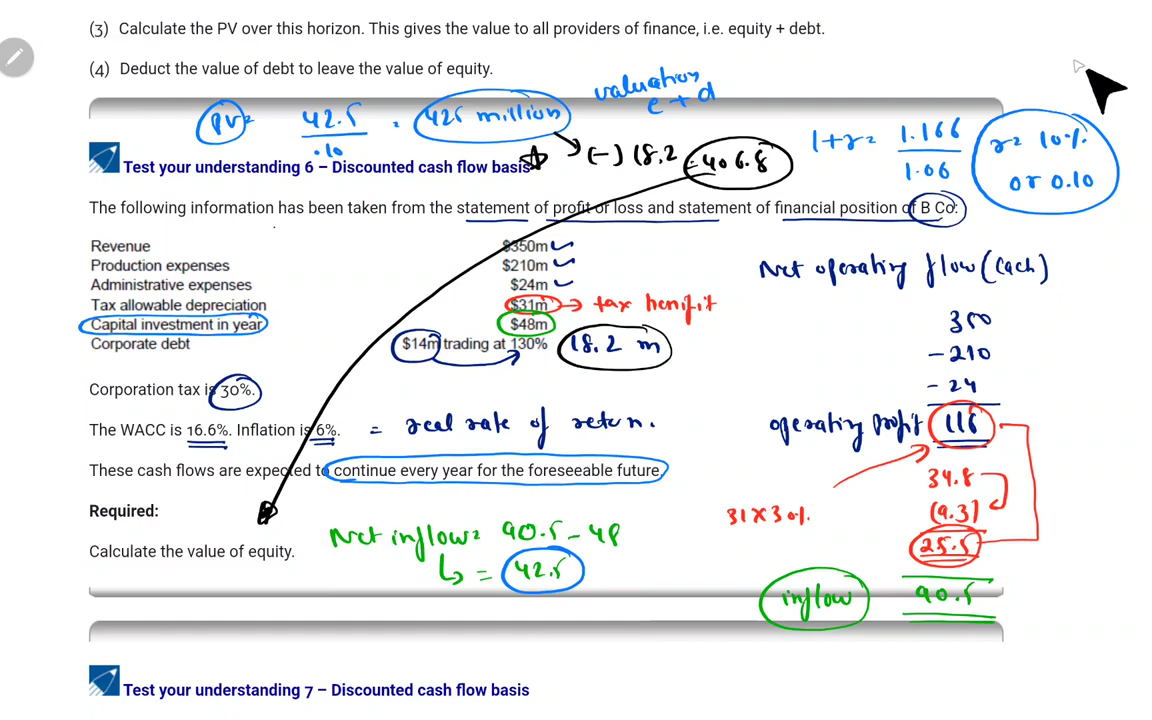 (3) Calculate the PV over this horizon. This gives the value to all providers of finance, i.e. equity + debt.
(4) Deduct the value of debt to leave the value of equity.
valuation
e + d
PV = 42.5 / .10 = 425 million
(-) 18.2 = 406.8
1+r = 1.166 / 1.06
r = 10%
or 0.10
Test your understanding 6 – Discounted cash flow basis
The following information has been taken from the statement of profit or loss and statement of financial position of B Co:
Revenue $350m
Production expenses $210m
Administrative expenses $24m
Tax allowable depreciation $31m → tax benifit
Capital investment in year $48m
Corporate debt $14m trading at 130% 18.2 m
Net operating flow (cash)
350
- 210
- 24
operating profit 116
34.8
(9.3)
31 x 30%
25.5
inflow 90.5
Corporation tax is 30%.
The WACC is 16.6%. Inflation is 6%. = real rate of return.
These cash flows are expected to continue every year for the foreseeable future.
Required:
Calculate the value of equity.
Net inflow = 90.5 - 48
↳ = 42.5
Test your understanding 7 – Discounted cash flow basis